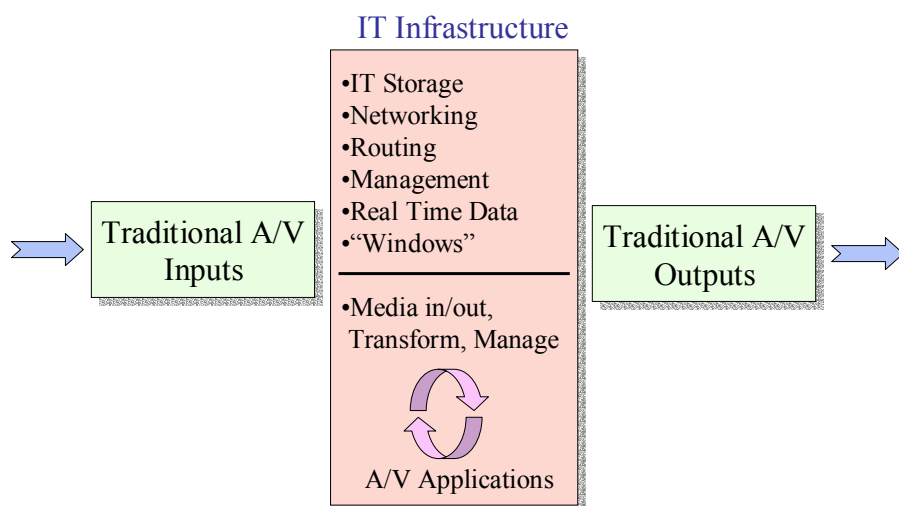 IT Infrastructure
Traditional A/V
Inputs
•IT Storage
•Networking
•Routing
•Management
•Real Time Data
•“Windows”
•Media in/out,
Transform, Manage
A/V Applications
Traditional A/V
Outputs